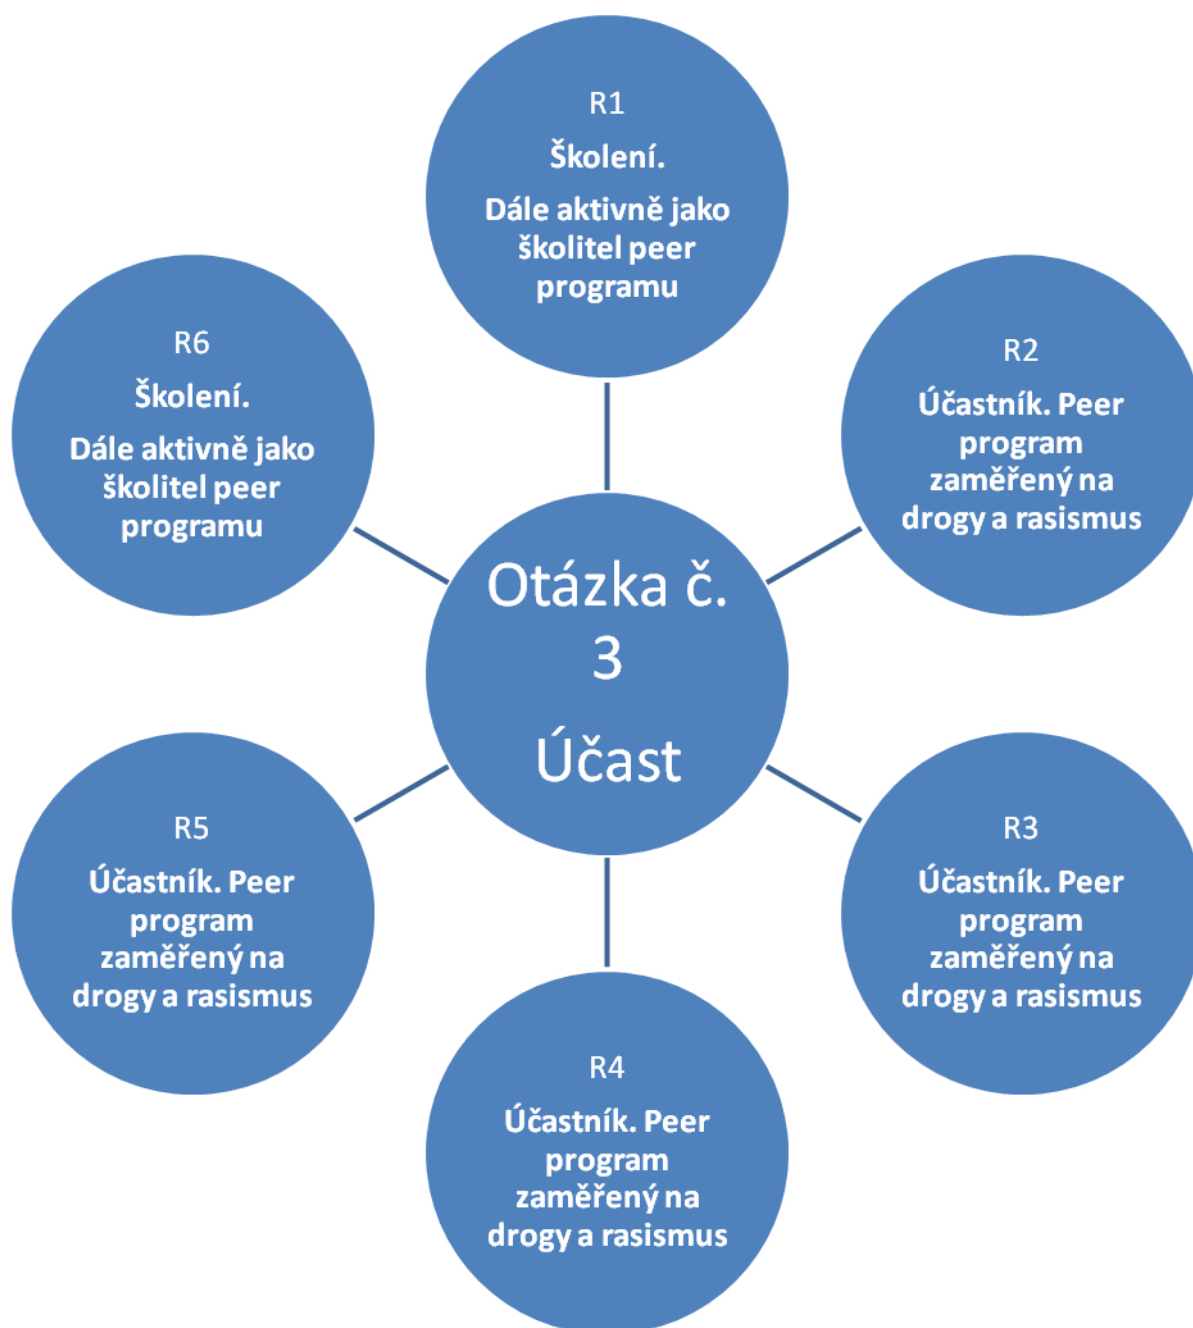 R1
Školení.
Dále aktivně jako
školitel peer
programu
R2
Účastník. Peer
program
zaměřený na
drogy a rasismus
R3
Účastník. Peer
program
zaměřený na
drogy a rasismus
R4
Účastník. Peer
program
zaměřený na
drogy a rasismus
R5
Účastník. Peer
program
zaměřený na
drogy a rasismus
R6
Školení.
Dále aktivně jako
školitel peer
programu
Otázka č.
3
Účast